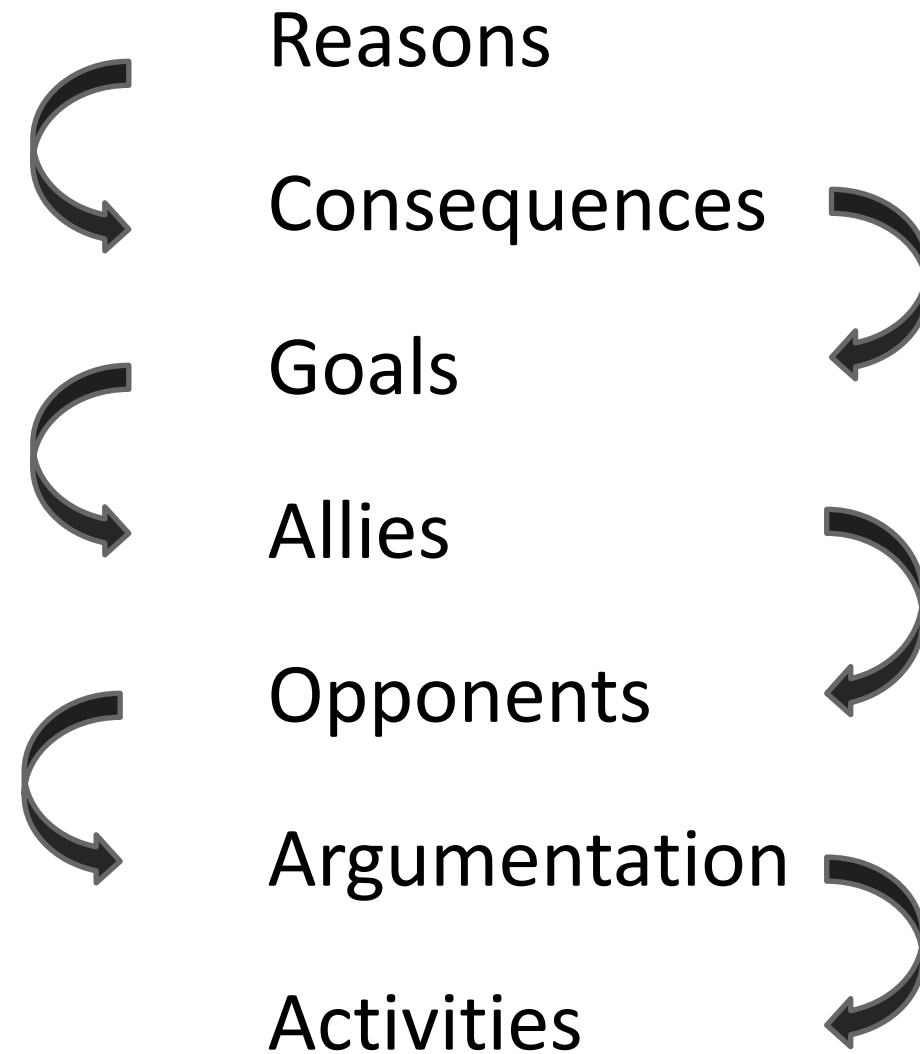 Reasons
Consequences
Goals
Allies
Opponents
Argumentation
Activities